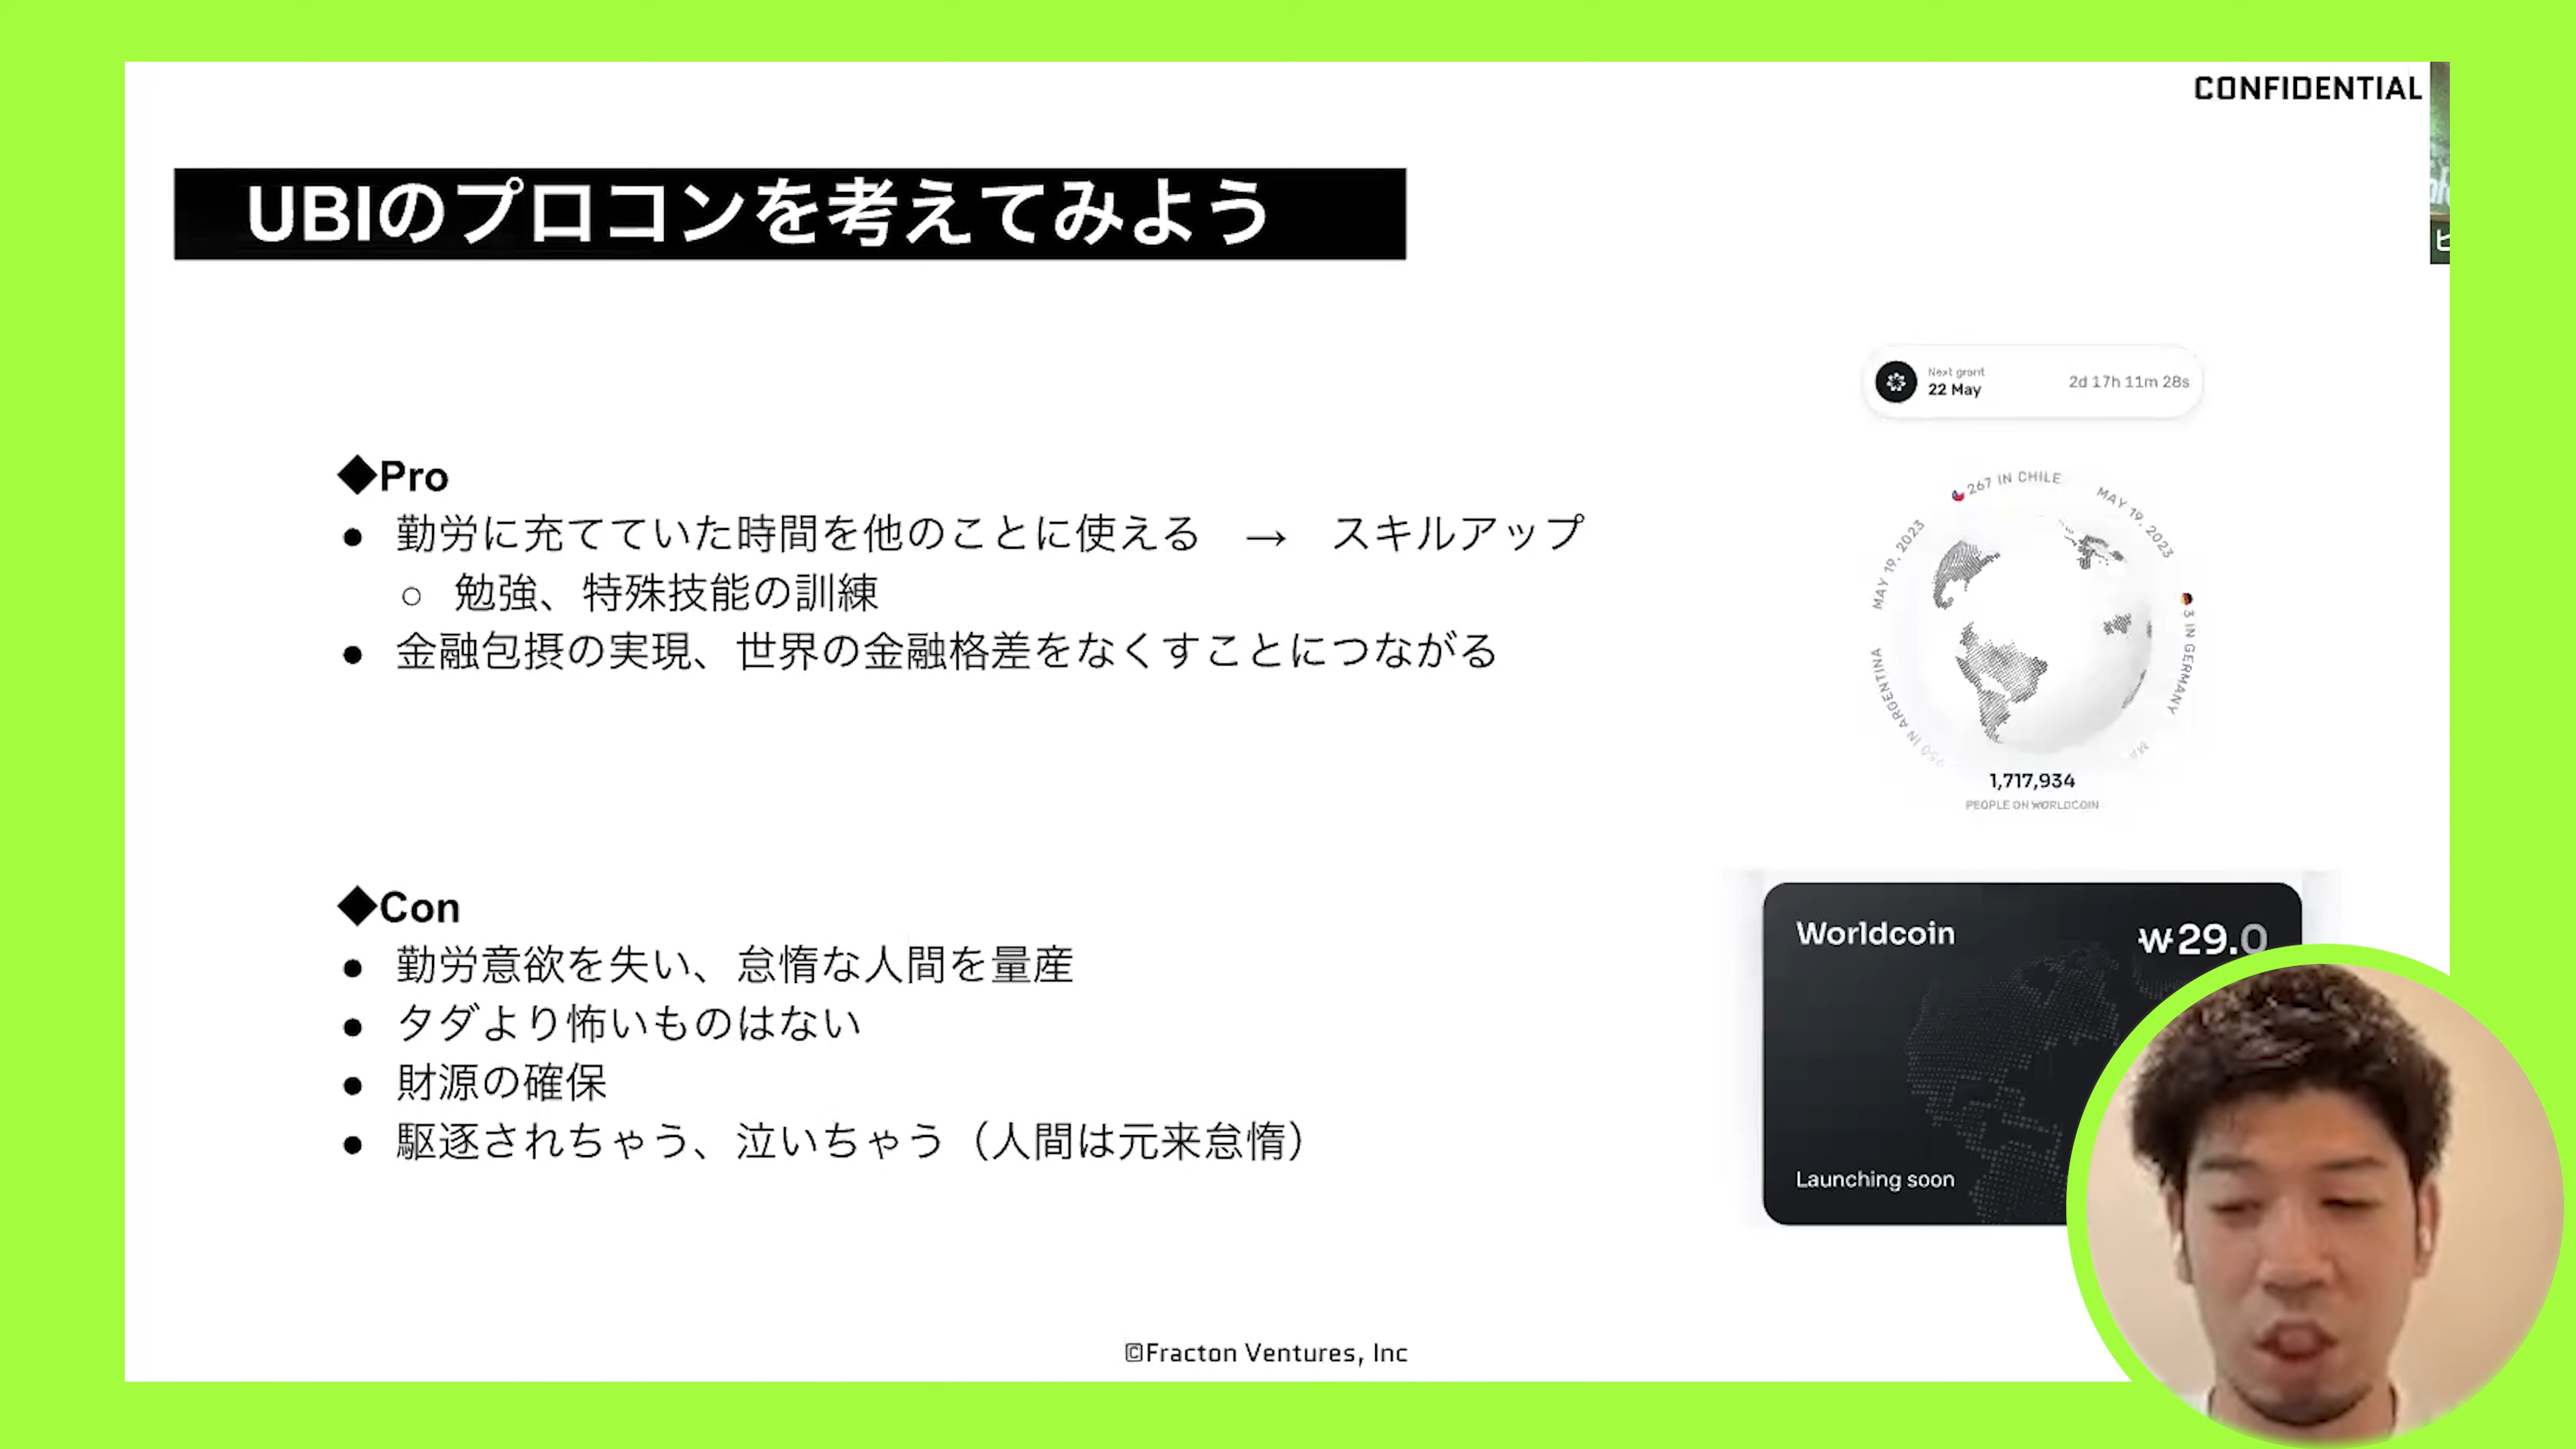 CONFIDENTIAL
UBIのプロコンを考えてみよう
◆Pro
● 勤労に充てていた時間を他のことに使える → スキルアップ
○ 勉強、特殊技能の訓練
● 金融包摂の実現、世界の金融格差をなくすことにつながる
◆Con
● 勤労意欲を失い、怠惰な人間を量産
● タダより怖いものはない
● 財源の確保
● 駆逐されちゃう、泣いちゃう（人間は元来怠惰）
Next grant
22 May
2d 17h 11m 28s
267 IN CHILE
MAY 19. 2023
3 IN GERMANY
MAY 19. 2023
950 IN ARGENTINA
MA
1,717,934
PEOPLE ON WORLDCOIN
Worldcoin
₩29.0
Launching soon
©Fracton Ventures, Inc